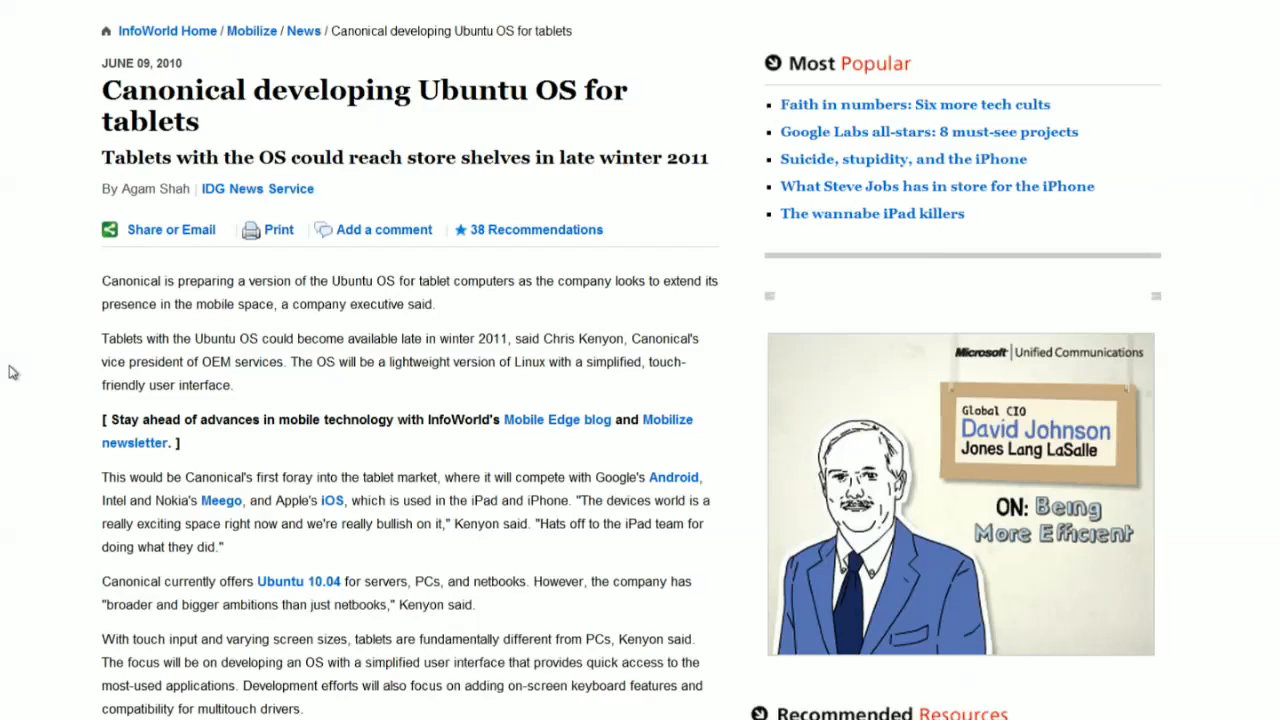 InfoWorld Home / Mobilize / News / Canonical developing Ubuntu OS for tablets
JUNE 09, 2010
Canonical developing Ubuntu OS for
tablets
Tablets with the OS could reach store shelves in late winter 2011
By Agam Shah | IDG News Service
Share or Email Print Add a comment 38 Recommendations
Canonical is preparing a version of the Ubuntu OS for tablet computers as the company looks to extend its
presence in the mobile space, a company executive said.
Tablets with the Ubuntu OS could become available late in winter 2011, said Chris Kenyon, Canonical's
vice president of OEM services. The OS will be a lightweight version of Linux with a simplified, touch-
friendly user interface.
[ Stay ahead of advances in mobile technology with InfoWorld's Mobile Edge blog and Mobilize
newsletter. ]
This would be Canonical's first foray into the tablet market, where it will compete with Google's Android,
Intel and Nokia's Meego, and Apple's iOS, which is used in the iPad and iPhone. "The devices world is a
really exciting space right now and we're really bullish on it," Kenyon said. "Hats off to the iPad team for
doing what they did."
Canonical currently offers Ubuntu 10.04 for servers, PCs, and netbooks. However, the company has
"broader and bigger ambitions than just netbooks," Kenyon said.
With touch input and varying screen sizes, tablets are fundamentally different from PCs, Kenyon said.
The focus will be on developing an OS with a simplified user interface that provides quick access to the
most-used applications. Development efforts will also focus on adding on-screen keyboard features and
compatibility for multitouch drivers.
Most Popular
Faith in numbers: Six more tech cults
Google Labs all-stars: 8 must-see projects
Suicide, stupidity, and the iPhone
What Steve Jobs has in store for the iPhone
The wannabe iPad killers
Microsoft | Unified Communications
Global CIO
David Johnson
Jones Lang LaSalle
ON: Being
More Efficient
Recommended Resources